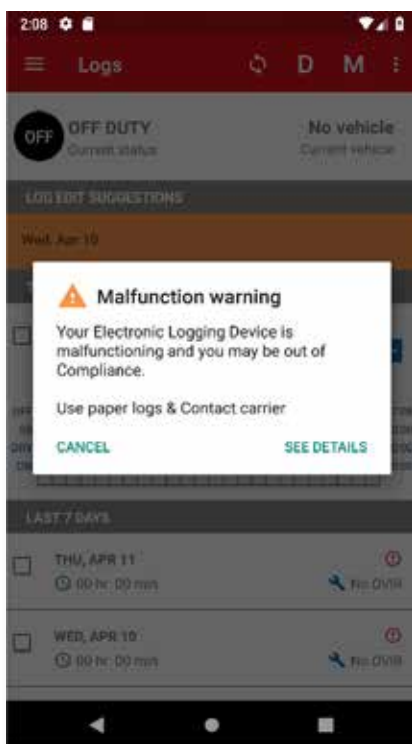 2:08
Logs
D M
OFF
OFF DUTY
Current status
No vehicle
Current vehicle
LOG EDIT SUGGESTIONS
Wed, Apr 10
Malfunction warning
Your Electronic Logging Device is
malfunctioning and you may be out of
Compliance.
Use paper logs & Contact carrier
CANCEL SEE DETAILS
LAST 7 DAYS
THU, APR 11
00 hr 00 min
No DVIR
WED, APR 10
00 hr 00 min
No DVIR